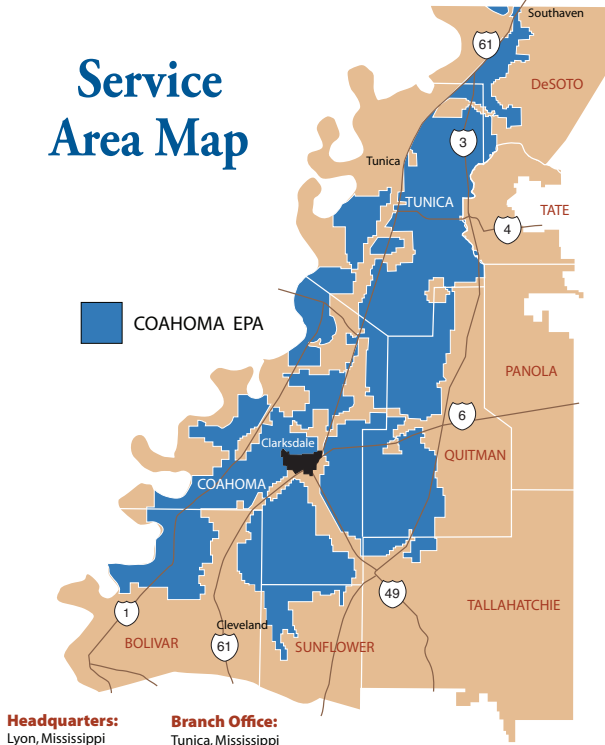 Service
Area Map
Southaven
61
DeSOTO
3
Tunica
TUNICA
TATE
4
COAHOMA EPA
PANOLA
6
Clarksdale
QUITMAN
COAHOMA
49
TALLAHATCHIE
1
Cleveland
BOLIVAR
61
SUNFLOWER
Headquarters:
Lyon, Mississippi
Branch Office:
Tunica, Mississippi